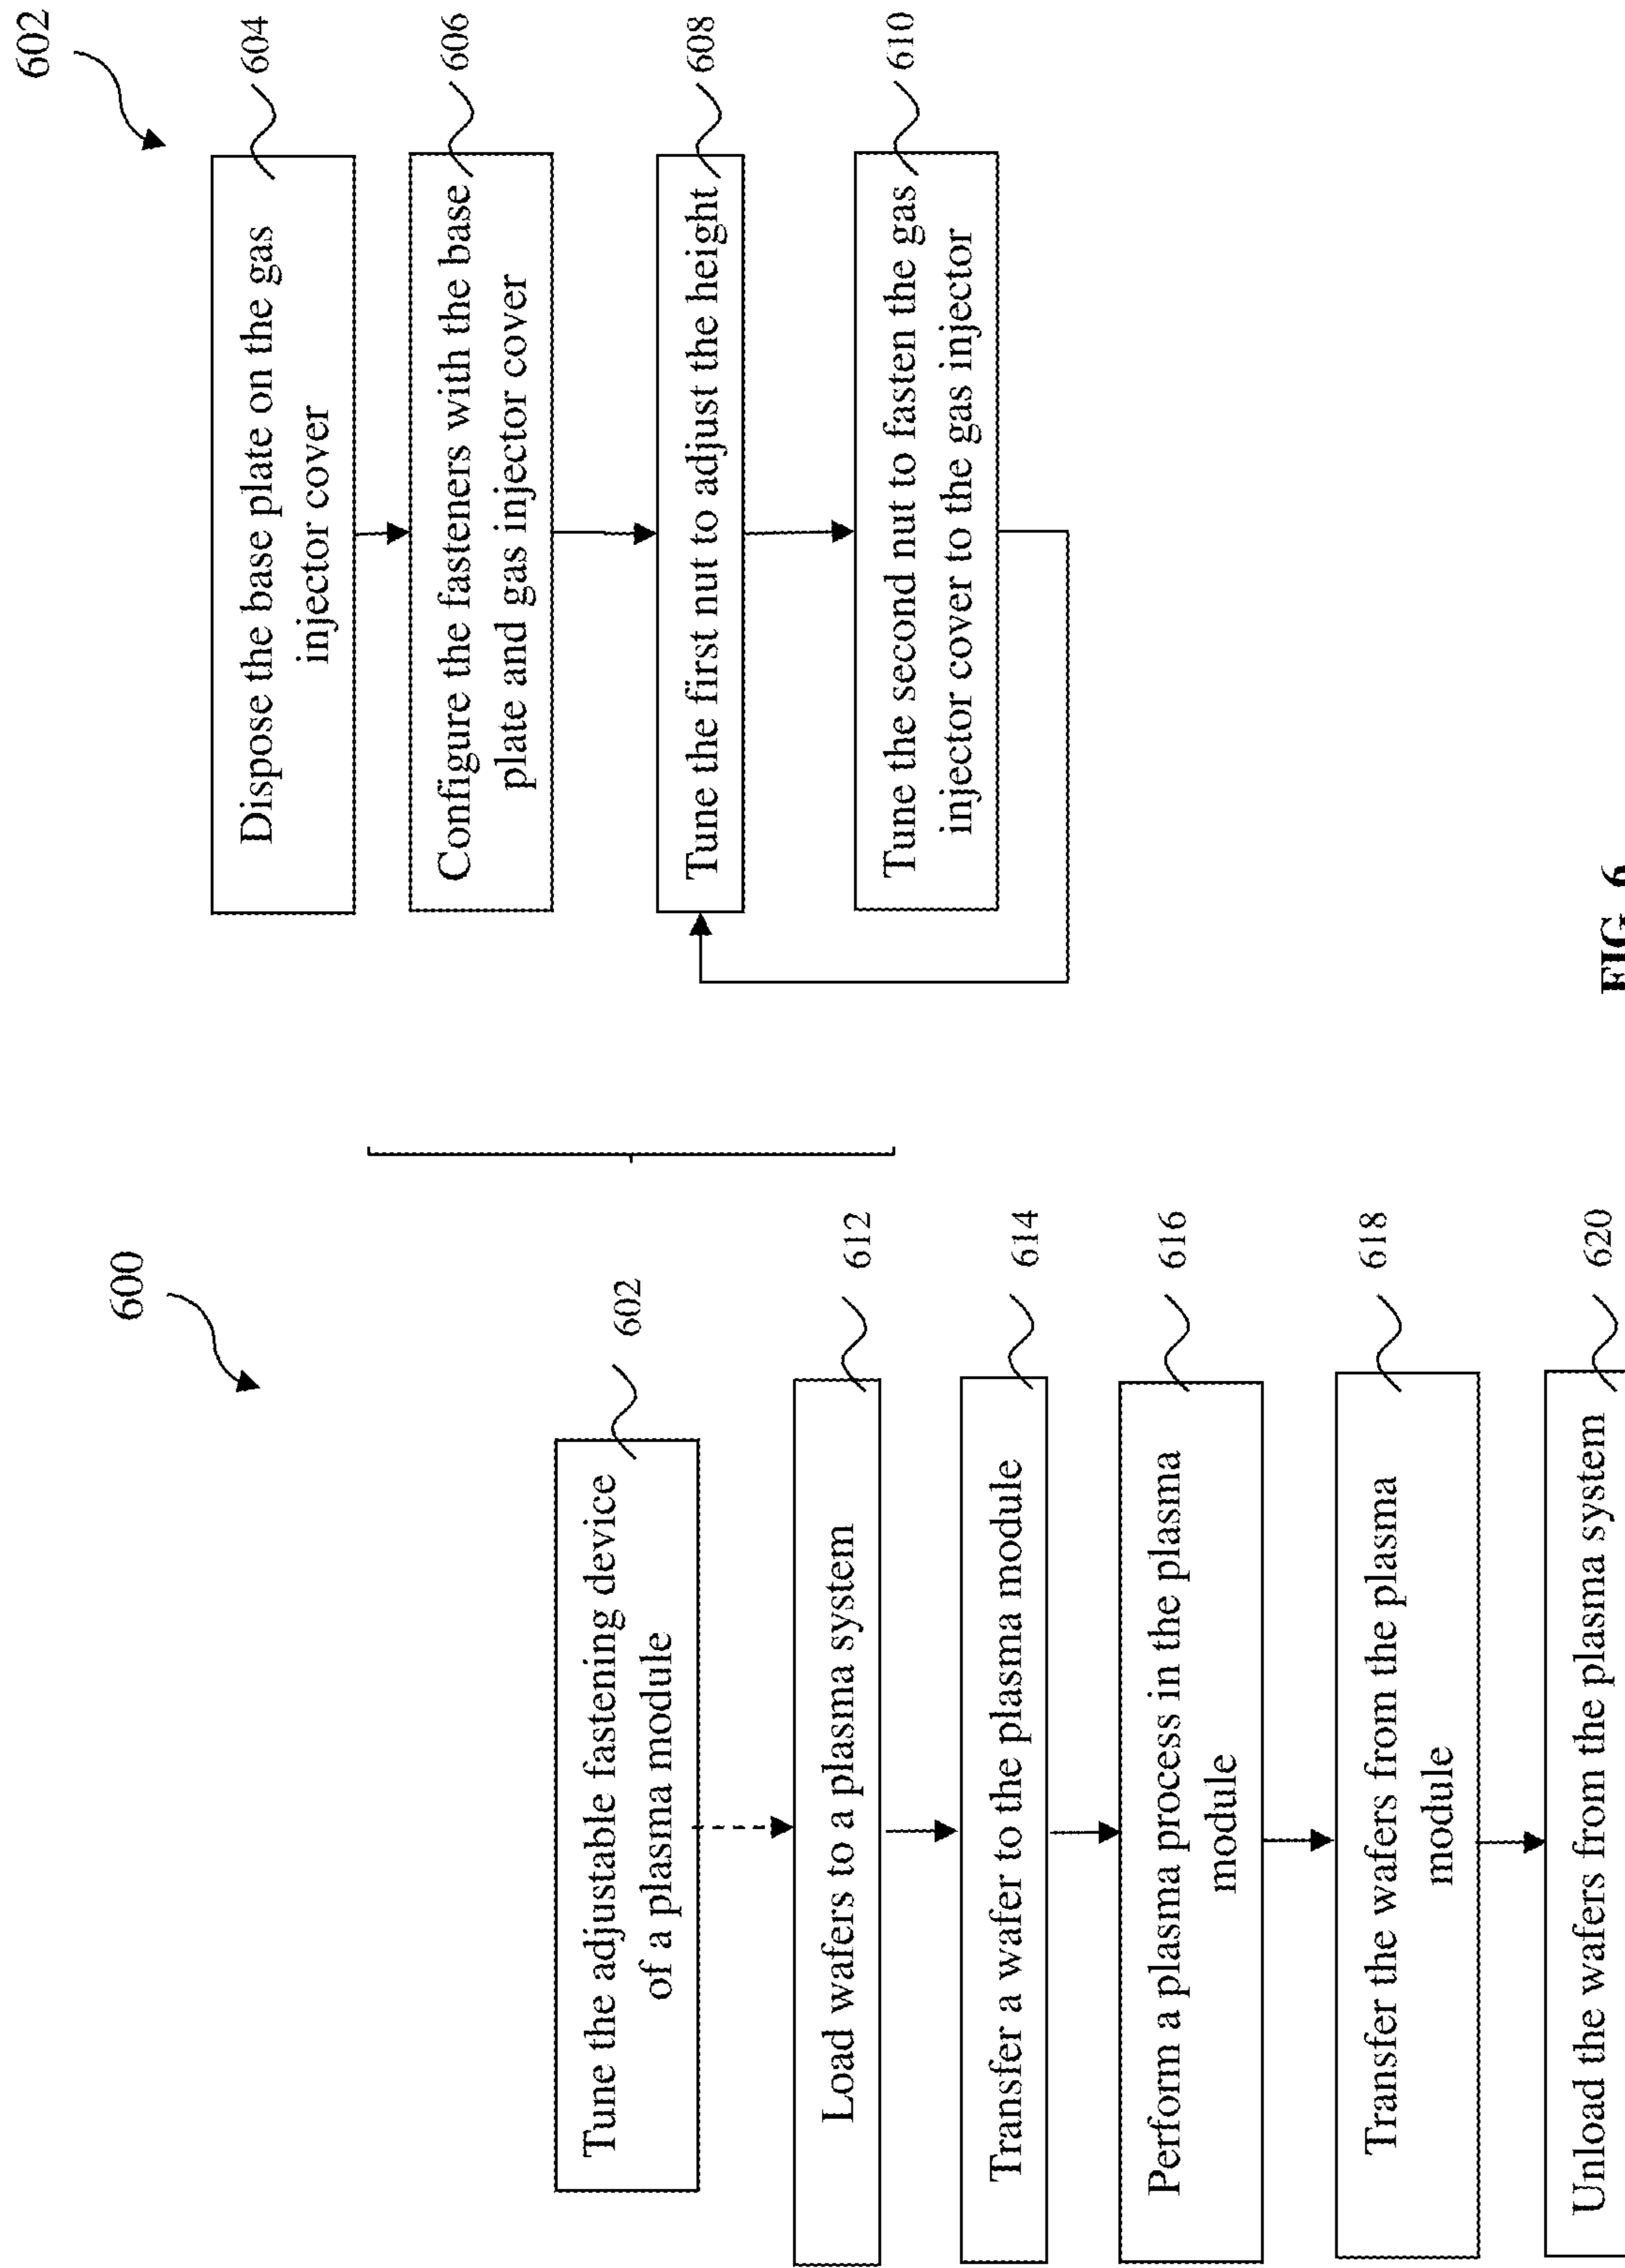 600
Tune the adjustable fastening device
of a plasma module
602
Load wafers to a plasma system
612
Transfer a wafer to the plasma module
614
Perform a plasma process in the plasma
module
616
Transfer the wafers from the plasma
module
618
Unload the wafers from the plasma system
620
602
Dispose the base plate on the gas
injector cover
604
Configure the fasteners with the base
plate and gas injector cover
606
Tune the first nut to adjust the height
608
Tune the second nut to fasten the gas
injector cover to the gas injector
610
FIG. 6